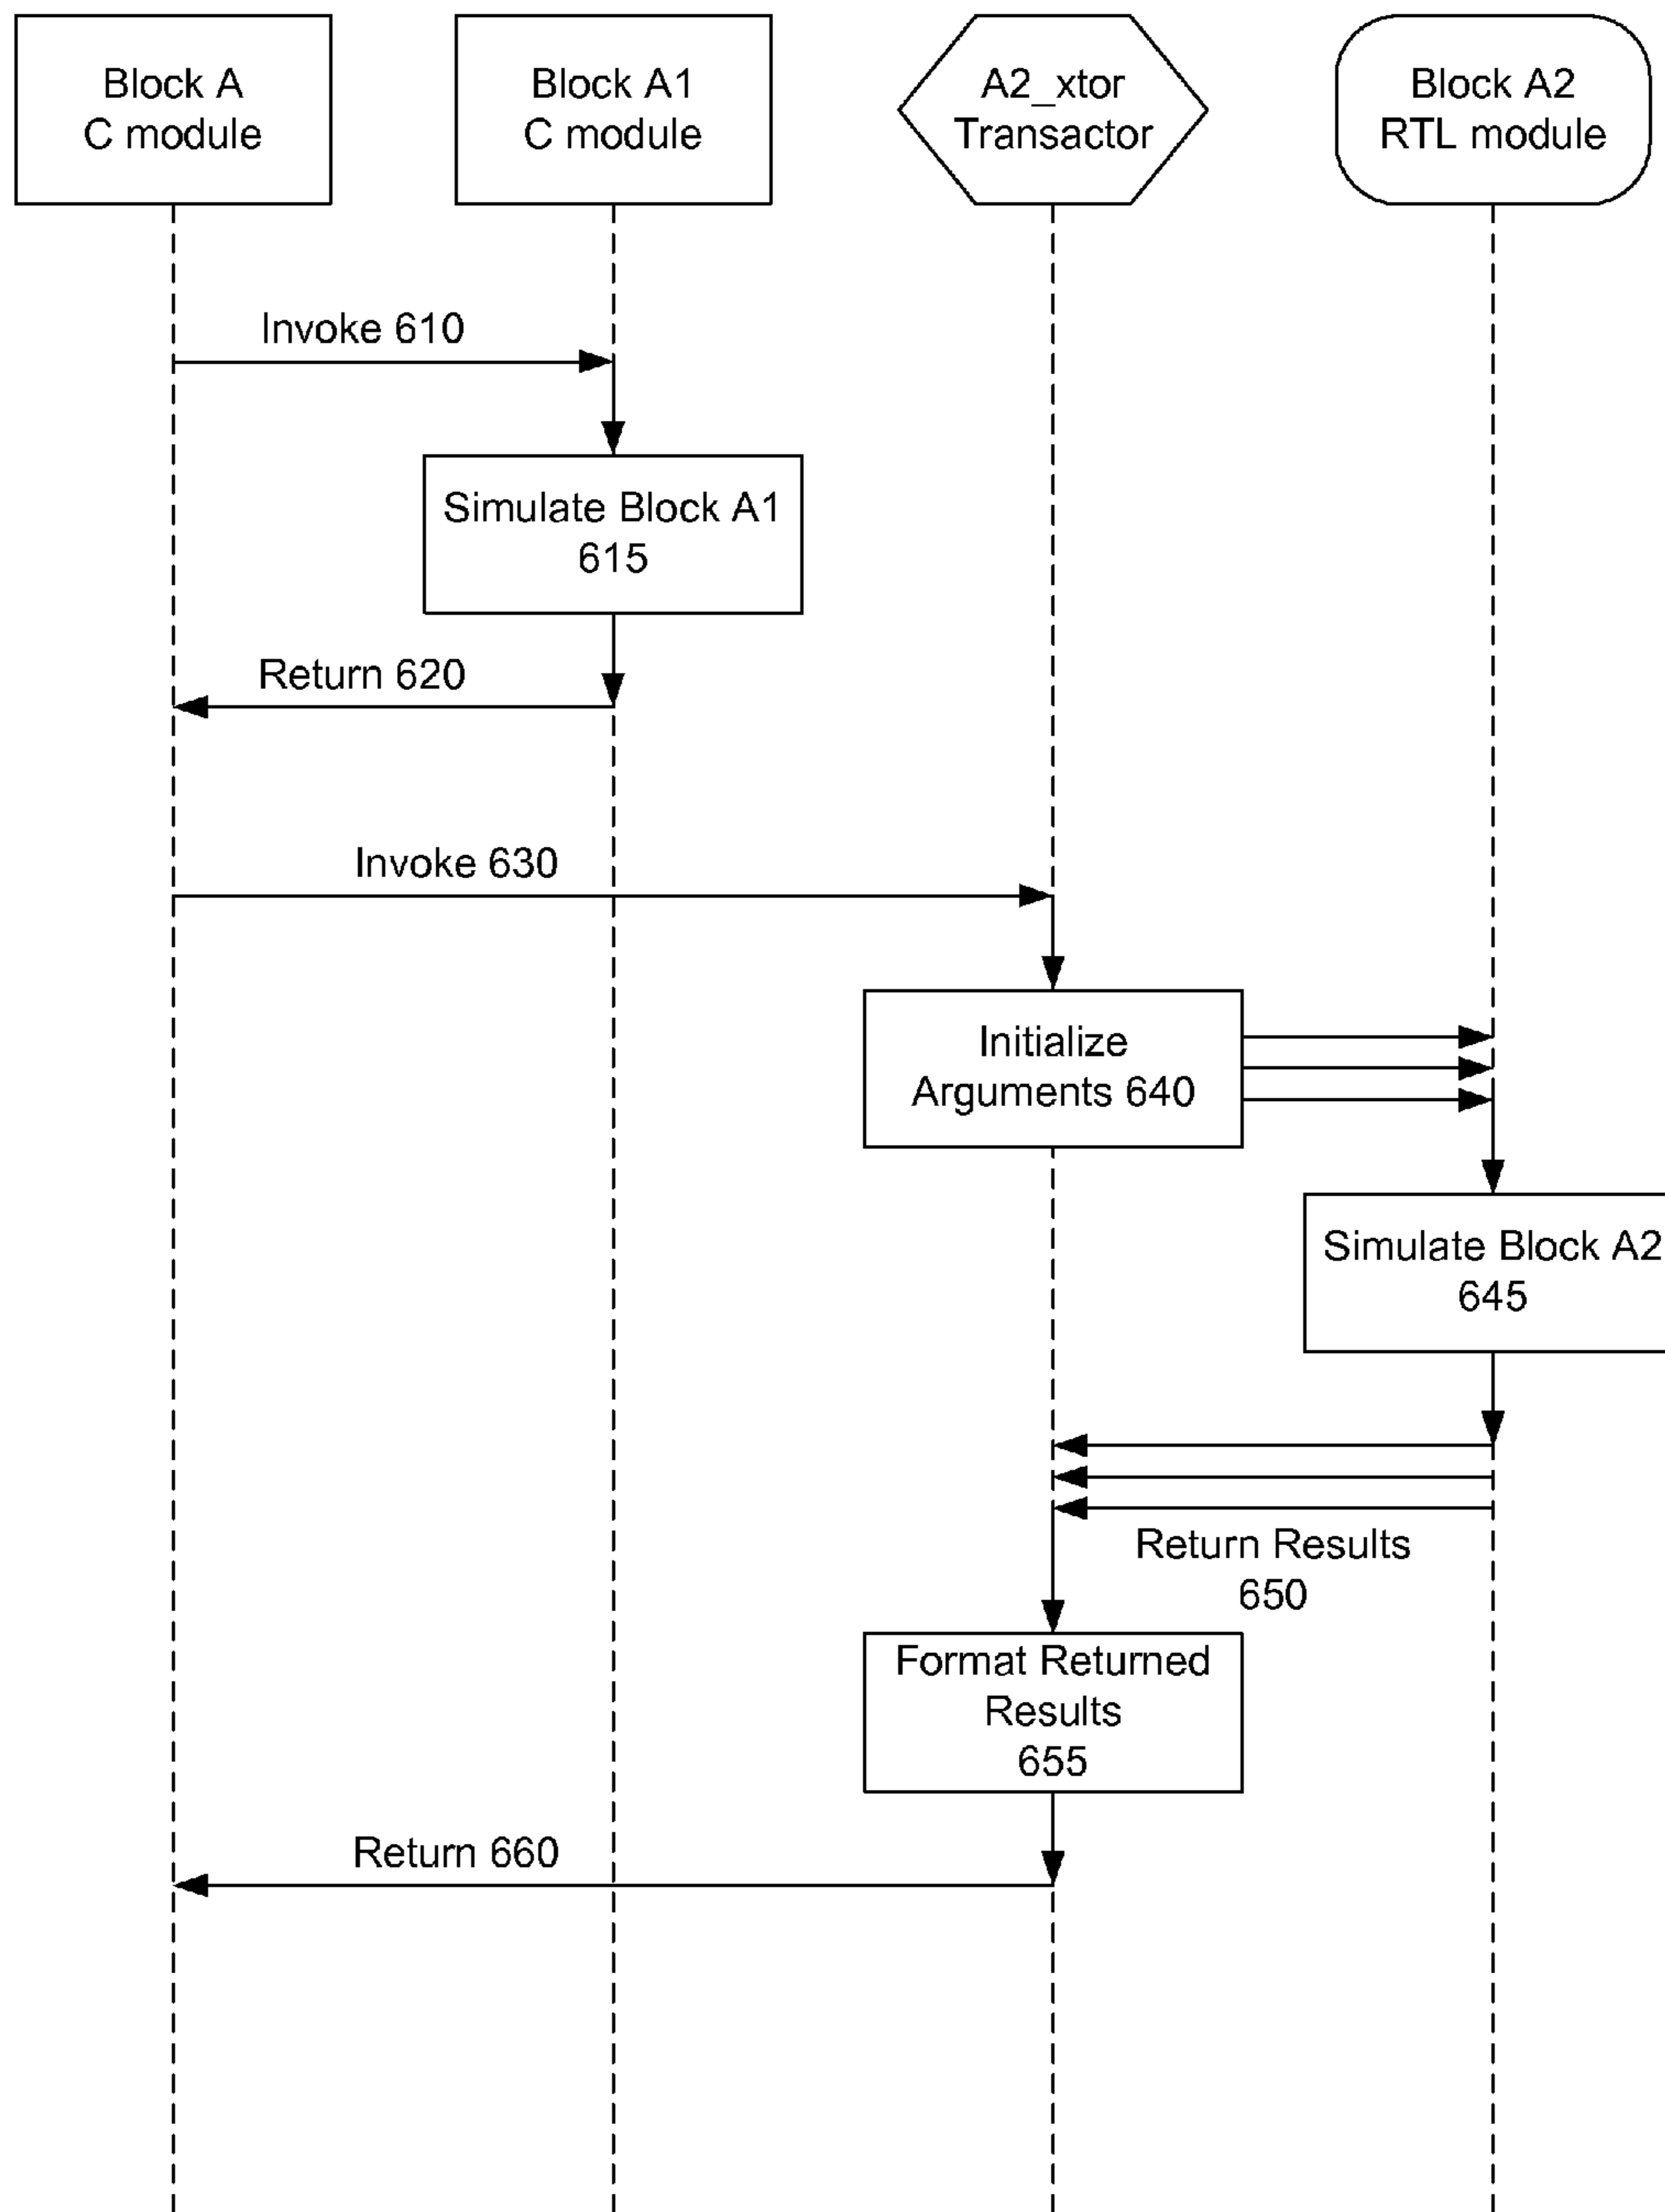 Block A
C module
Block A1
C module
A2_xtor
Transactor
Block A2
RTL module
Invoke 610
Simulate Block A1
615
Return 620
Invoke 630
Initialize
Arguments 640
Simulate Block A2
645
Return Results
650
Format Returned
Results
655
Return 660